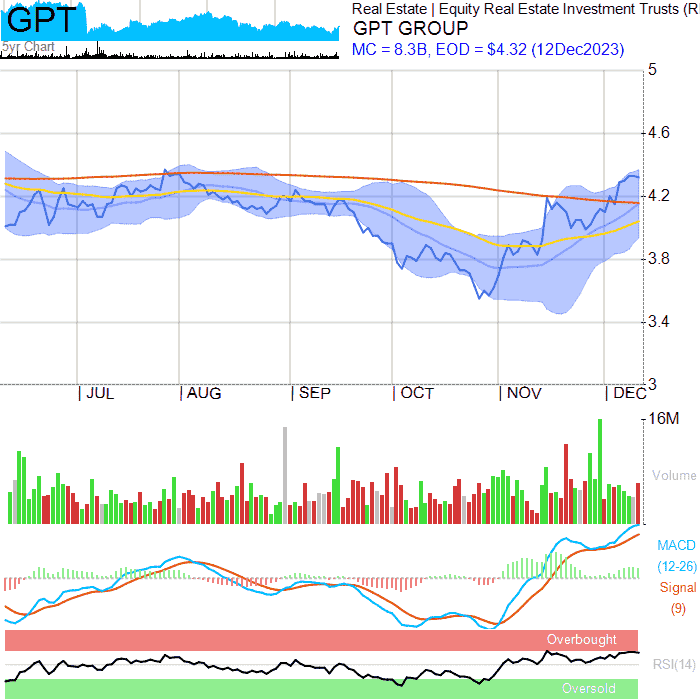 GPT
5yr Chart
Real Estate | Equity Real Estate Investment Trusts (R
GPT GROUP
MC = 8.3B, EOD = $4.32 (12Dec2023)
5
4.6
4.2
3.8
3.4
3
JUL AUG SEP OCT NOV DEC
16M
Volume
MACD
(12-26)
Signal
(9)
Overbought
RSI(14)
Oversold